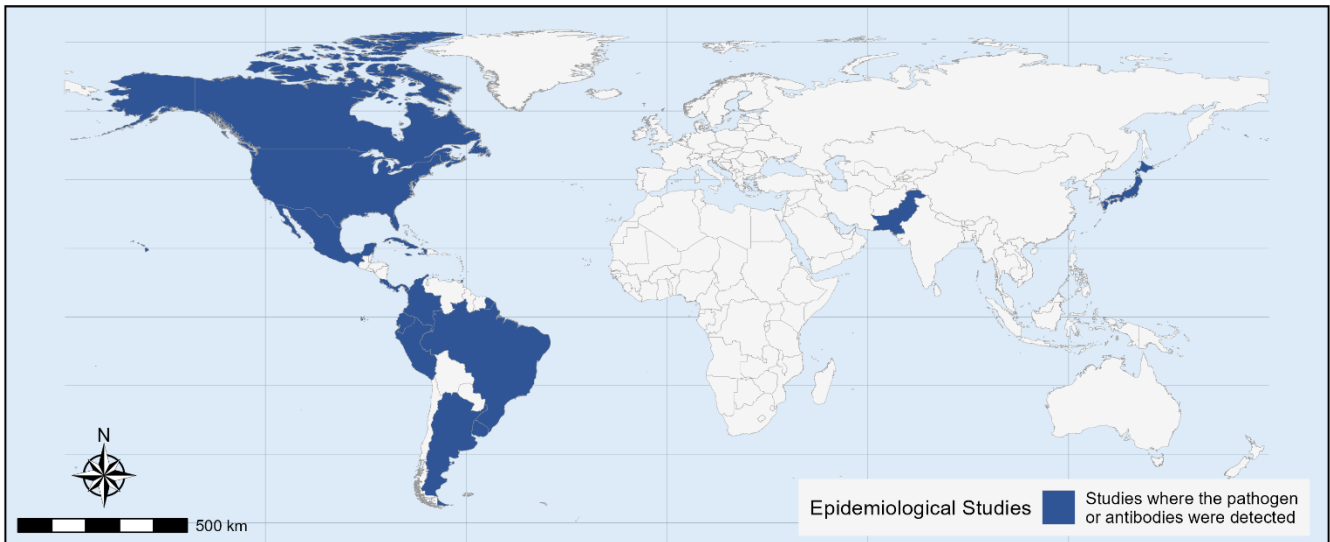 N
500 km
Epidemiological Studies
Studies where the pathogen
or antibodies were detected